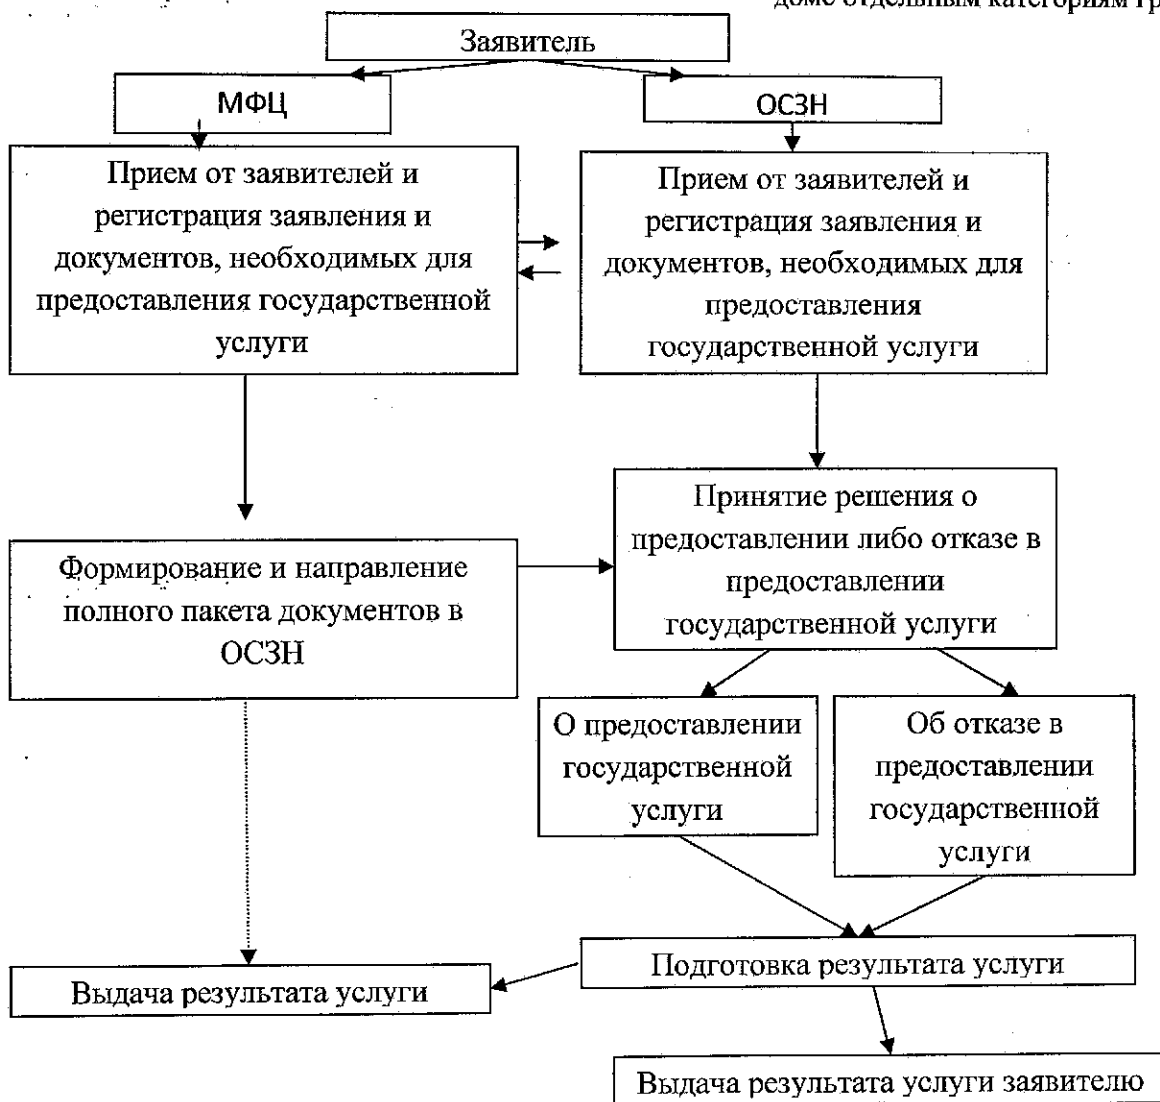 доме отдельным категориям
Заявитель
МФЦ
ОСЗН
Прием от заявителей и
регистрация заявления и
документов, необходимых для
предоставления государственной
услуги
Прием от заявителей и
регистрация заявления и
документов, необходимых для
предоставления
государственной услуги
Принятие решения о
предоставлении либо отказе в
предоставлении
государственной услуги
Формирование и направление
полного пакета документов в
ОСЗН
О предоставлении
государственной
услуги
Об отказе в
предоставлении
государственной
услуги
Подготовка результата услуги
Выдача результата услуги
Выдача результата услуги заявителю